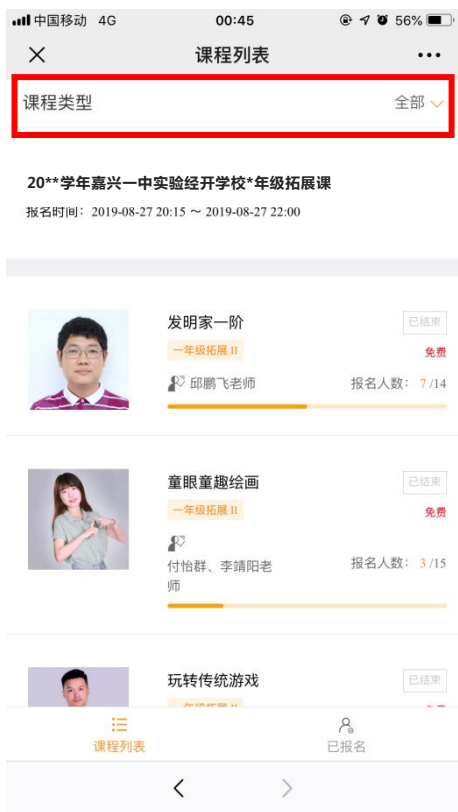 中国移动 4G 00:45 56%
课程列表
课程类型 全部
20**学年嘉兴一中实验经开学校*年级拓展课
报名时间：2019-08-27 20:15 ～ 2019-08-27 22:00
发明家一阶 已结束
一年级拓展 II 免费
邱鹏飞老师 报名人数： 7 /14
童眼童趣绘画 已结束
一年级拓展 II 免费
付怡群、李靖阳老 报名人数： 3 /15
师
玩转传统游戏 已结束
课程列表 已报名